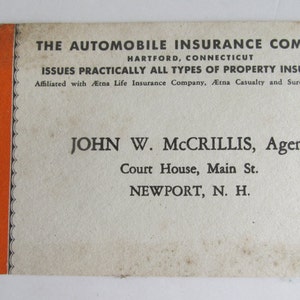 THE AUTOMOBILE INSURANCE COM
HARTFORD, CONNECTICUT
ISSUES PRACTICALLY ALL TYPES OF PROPERTY INSU
Affiliated with Ætna Life Insurance Company, Ætna Casualty and Sur
JOHN W. McCRILLIS, Agen
Court House, Main St.
NEWPORT, N. H.